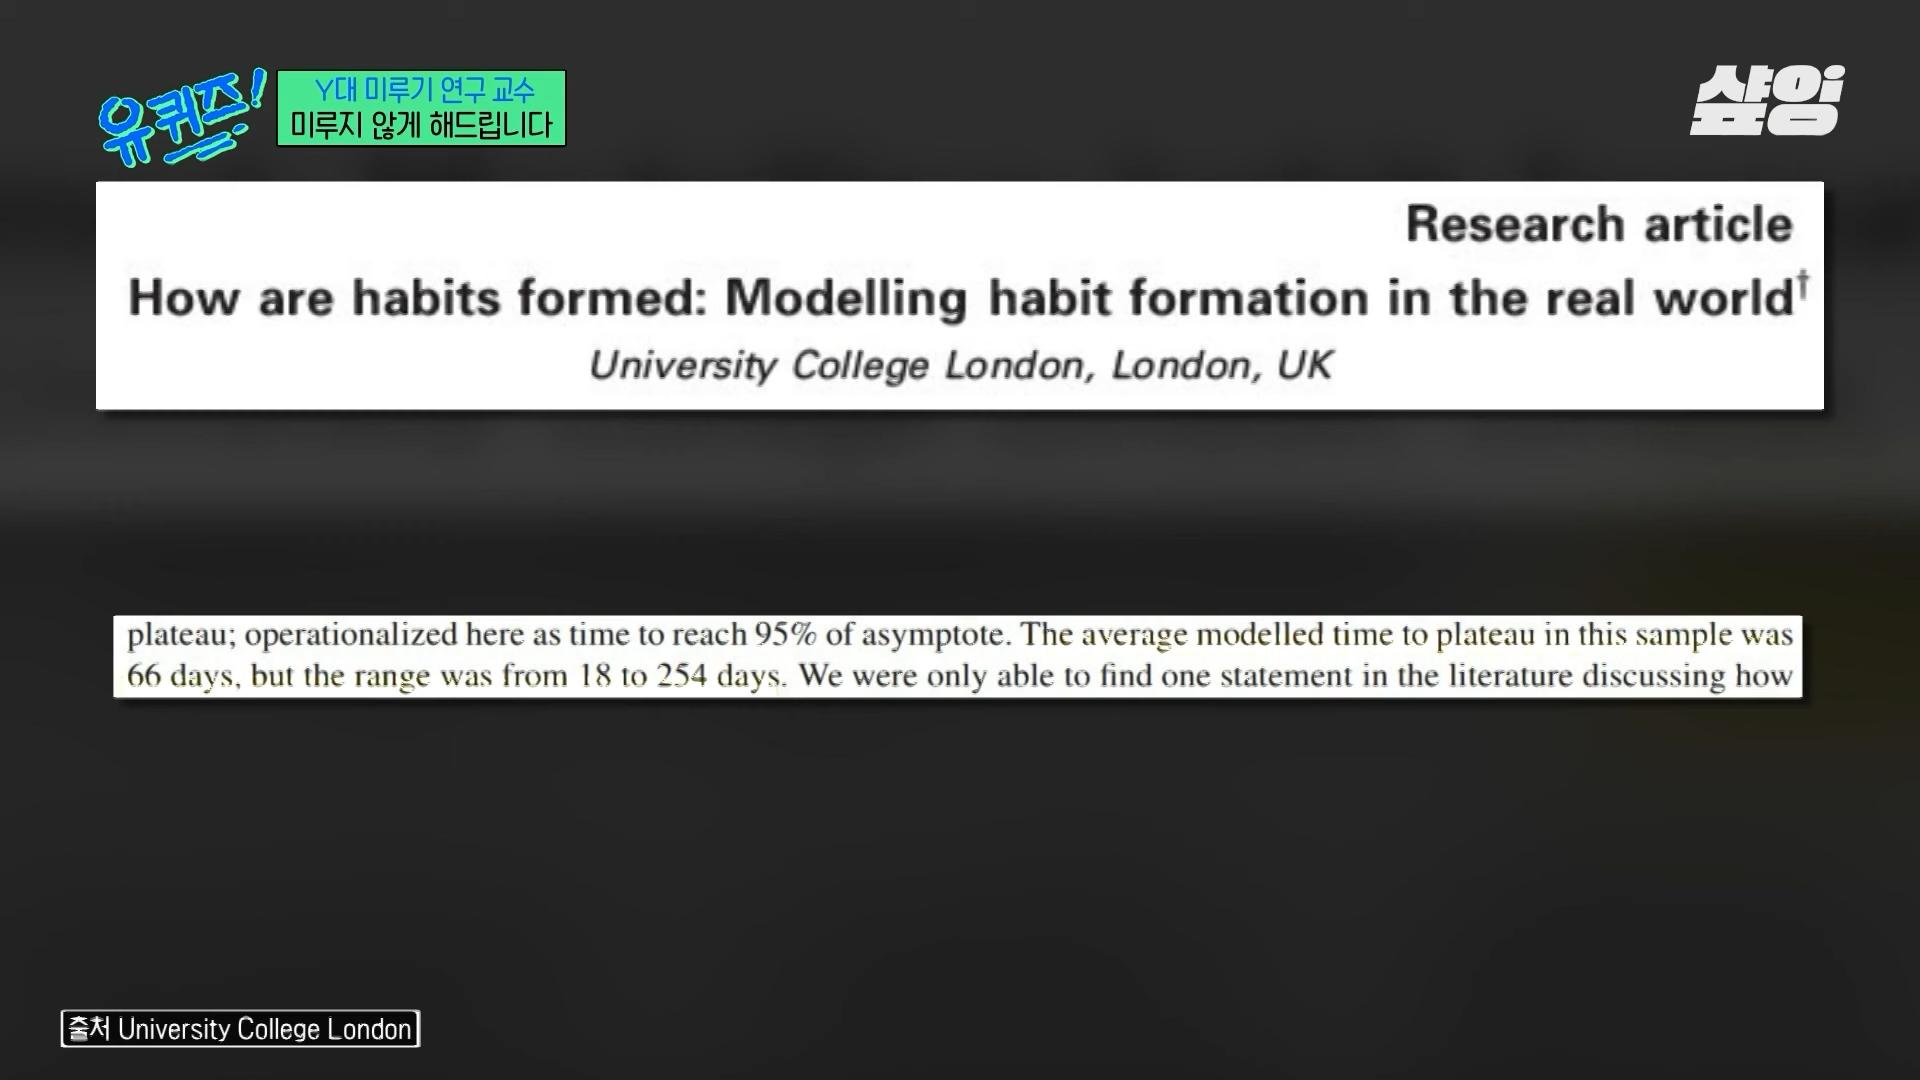 유퀴즈!
Y대 미루기 연구 교수
미루지 않게 해드립니다
샾잉
Research article
How are habits formed: Modelling habit formation in the real world†
University College London, London, UK
plateau; operationalized here as time to reach 95% of asymptote. The average modelled time to plateau in this sample was
66 days, but the range was from 18 to 254 days. We were only able to find one statement in the literature discussing how
출처 University College London